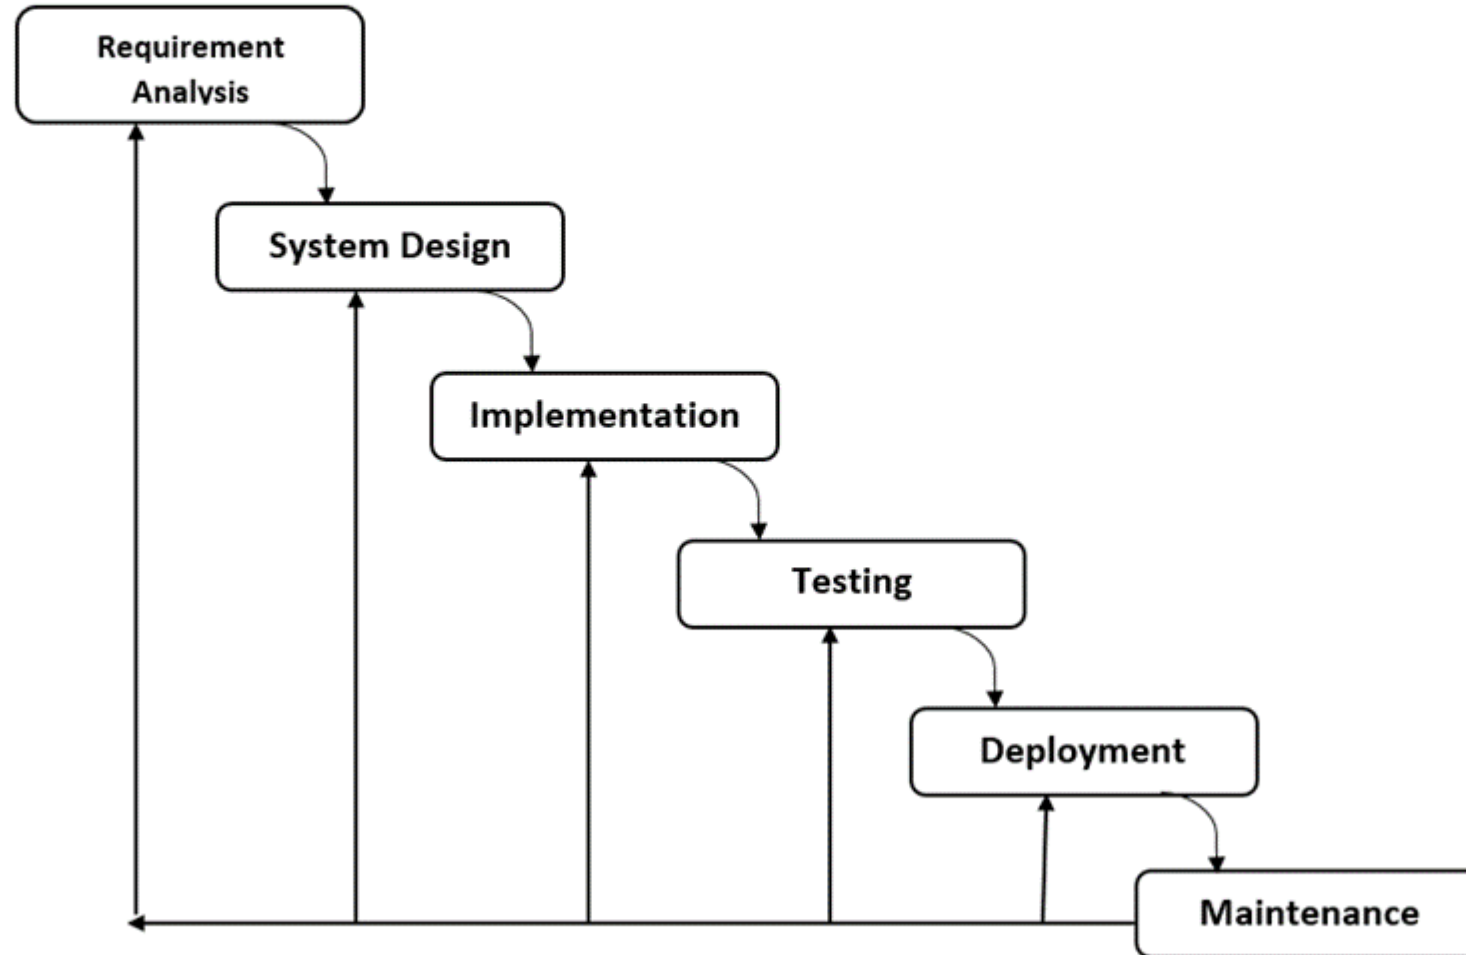 Requirement
Analysis
System Design
Implementation
Testing
Deployment
Maintenance